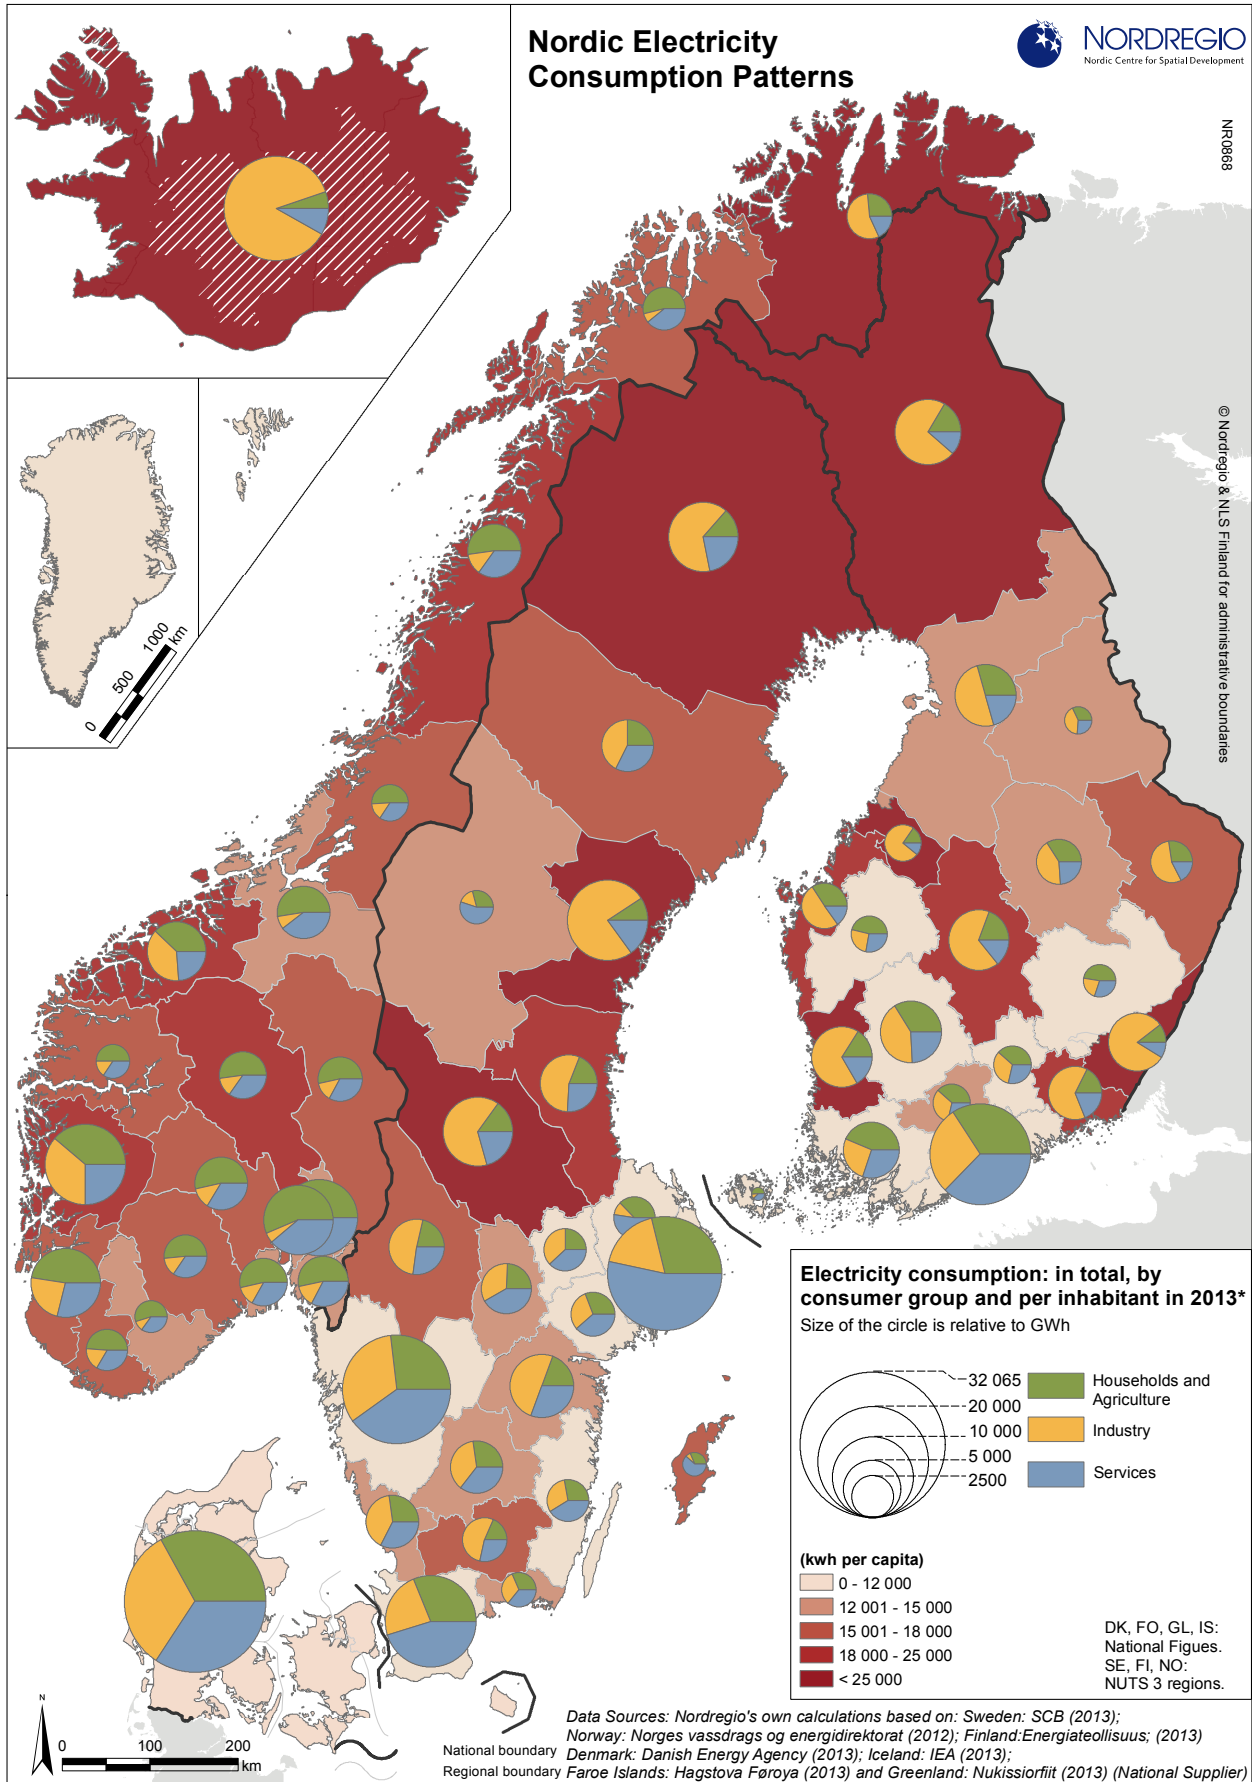 Nordic Electricity
Consumption Patterns
NORDREGIO
Nordic Centre for Spatial Development
NR0868
© Nordregio & NLS Finland for administrative boundaries
0 500 1000
km
Electricity consumption: in total, by
consumer group and per inhabitant in 2013*
Size of the circle is relative to GWh
32 065
20 000
10 000
5 000
2500
Households and
Agriculture
Industry
Services
(kwh per capita)
0 - 12 000
12 001 - 15 000
15 001 - 18 000
18 000 - 25 000
< 25 000
DK, FO, GL, IS:
National Figues.
SE, FI, NO:
NUTS 3 regions.
N
0 100 200
km
National boundary
Regional boundary
Data Sources: Nordregio's own calculations based on: Sweden: SCB (2013);
Norway: Norges vassdrags og energidirektorat (2012); Finland:Energiateollisuus; (2013)
Denmark: Danish Energy Agency (2013); Iceland: IEA (2013);
Faroe Islands: Hagstova Føroya (2013) and Greenland: Nukissiorfiit (2013) (National Supplier)